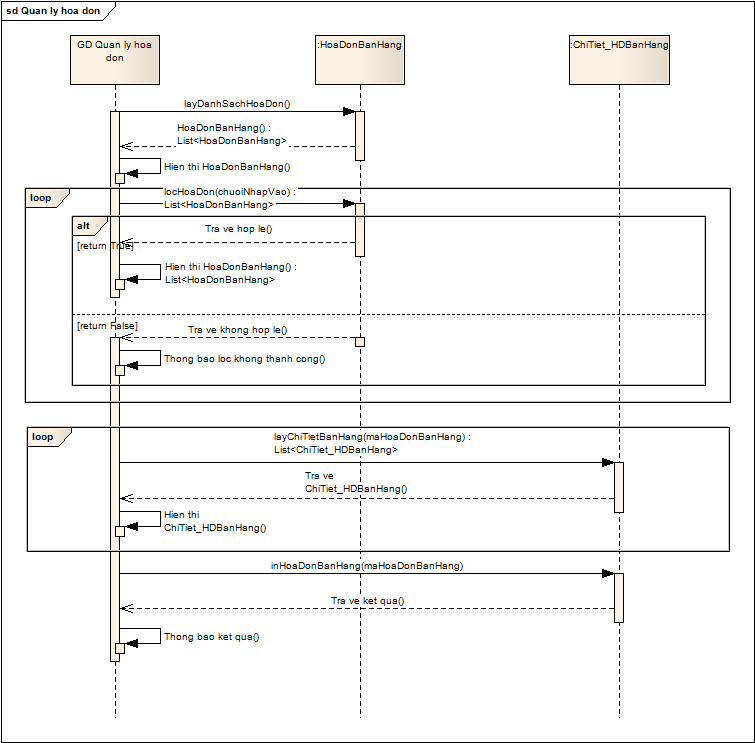 sd Quan ly hoa don
GD Quan ly hoa
don
:HoaDonBanHang
:ChiTiet_HDBanHang
layDanhSachHoaDon()
HoaDonBanHang() :
List<HoaDonBanHang>
Hien thi HoaDonBanHang()
loop
locHoaDon(chuoiNhapVao) :
List<HoaDonBanHang>
alt
Tra ve hop le()
[return True]
Hien thi HoaDonBanHang() :
List<HoaDonBanHang>
[return False]
Tra ve khong hop le()
Thong bao loc khong thanh cong()
loop
layChiTietBanHang(maHoaDonBanHang) :
List<ChiTiet_HDBanHang>
Tra ve
ChiTiet_HDBanHang()
Hien thi
ChiTiet_HDBanHang()
inHoaDonBanHang(maHoaDonBanHang)
Tra ve ket qua()
Thong bao ket qua()